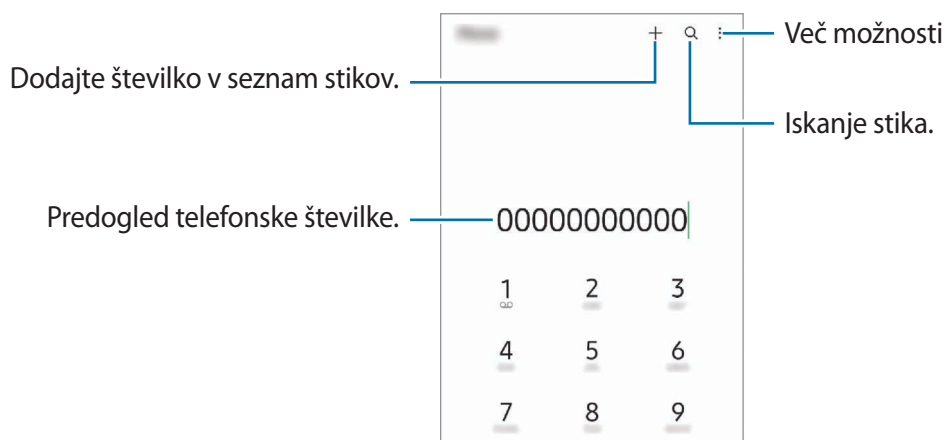 Več možnosti
Dodajte številko v seznam stikov.
Iskanje stika.
Predogled telefonske številke.
00000000000
1 2 3
4 5 6
7 8 9